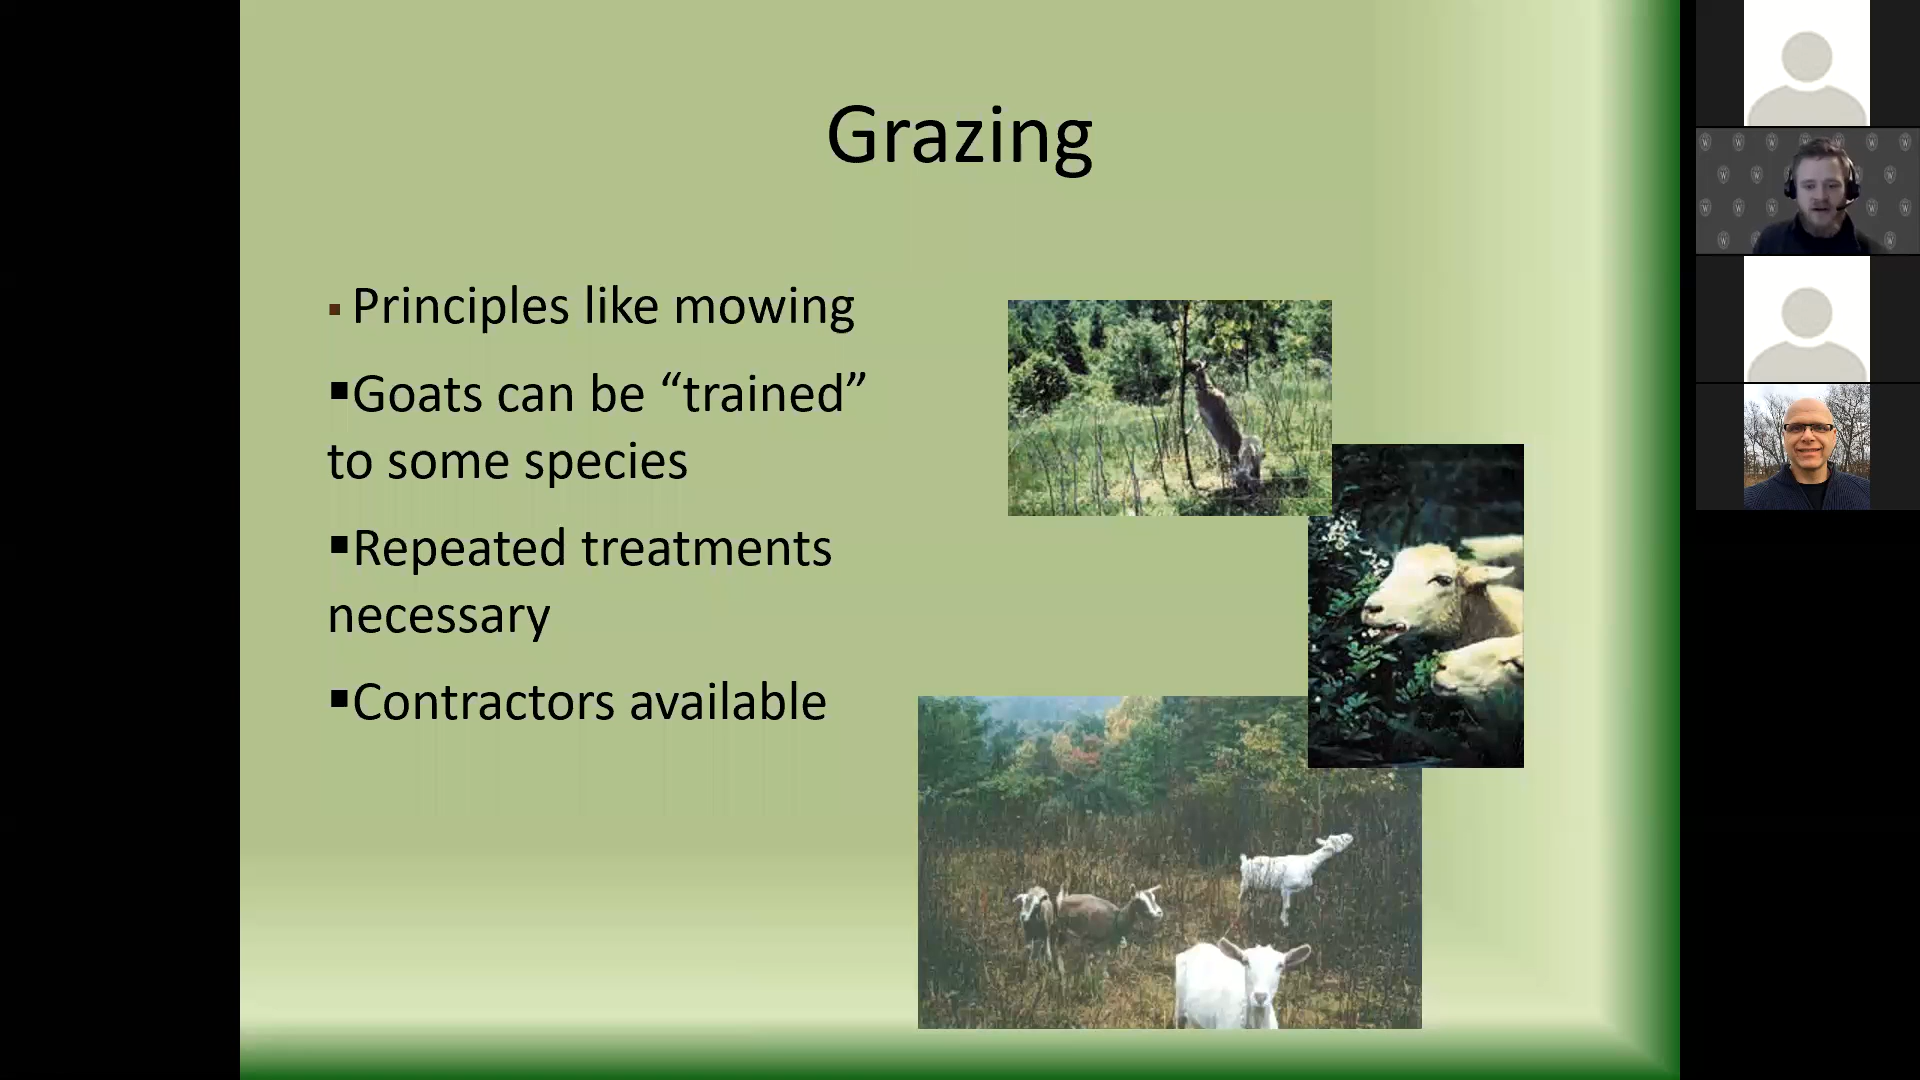 Grazing
▪ Principles like mowing
▪Goats can be “trained”
to some species
▪Repeated treatments
necessary
▪Contractors available